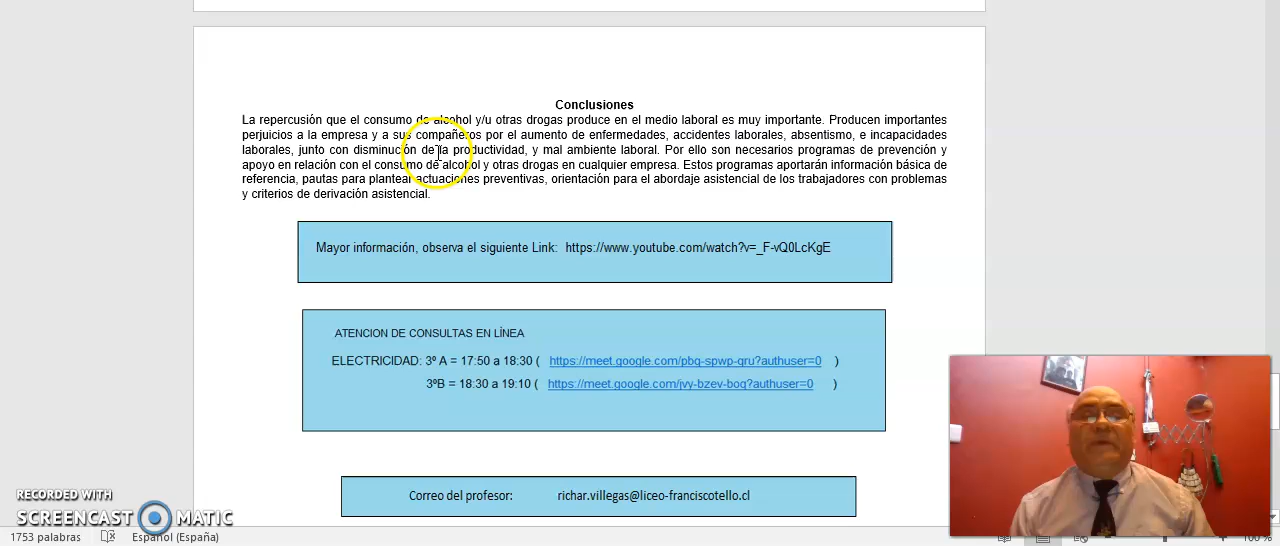 Conclusiones
La repercusión que el consumo de alcohol y/u otras drogas produce en el medio laboral es muy importante. Producen importantes
perjuicios a la empresa y a sus compañeros por el aumento de enfermedades, accidentes laborales, absentismo, e incapacidades
laborales, junto con disminución de la productividad, y mal ambiente laboral. Por ello son necesarios programas de prevención y
apoyo en relación con el consumo de alcohol y otras drogas en cualquier empresa. Estos programas aportarán información básica de
referencia, pautas para plantear actuaciones preventivas, orientación para el abordaje asistencial de los trabajadores con problemas
y criterios de derivación asistencial.
Mayor información, observa el siguiente Link: https://www.youtube.com/watch?v=_F-vQ0LcKgE
ATENCION DE CONSULTAS EN LÍNEA
ELECTRICIDAD: 3º A = 17:50 a 18:30 ( https://meet.google.com/pbq-spwp-qru?authuser=0 )
3ºB = 18:30 a 19:10 ( https://meet.google.com/jvy-bzev-boq?authuser=0 )
Correo del profesor: richar.villegas@liceo-franciscotello.cl
RECORDED WITH
SCREENCAST MATIC
1753 palabras Español (España) 100 %